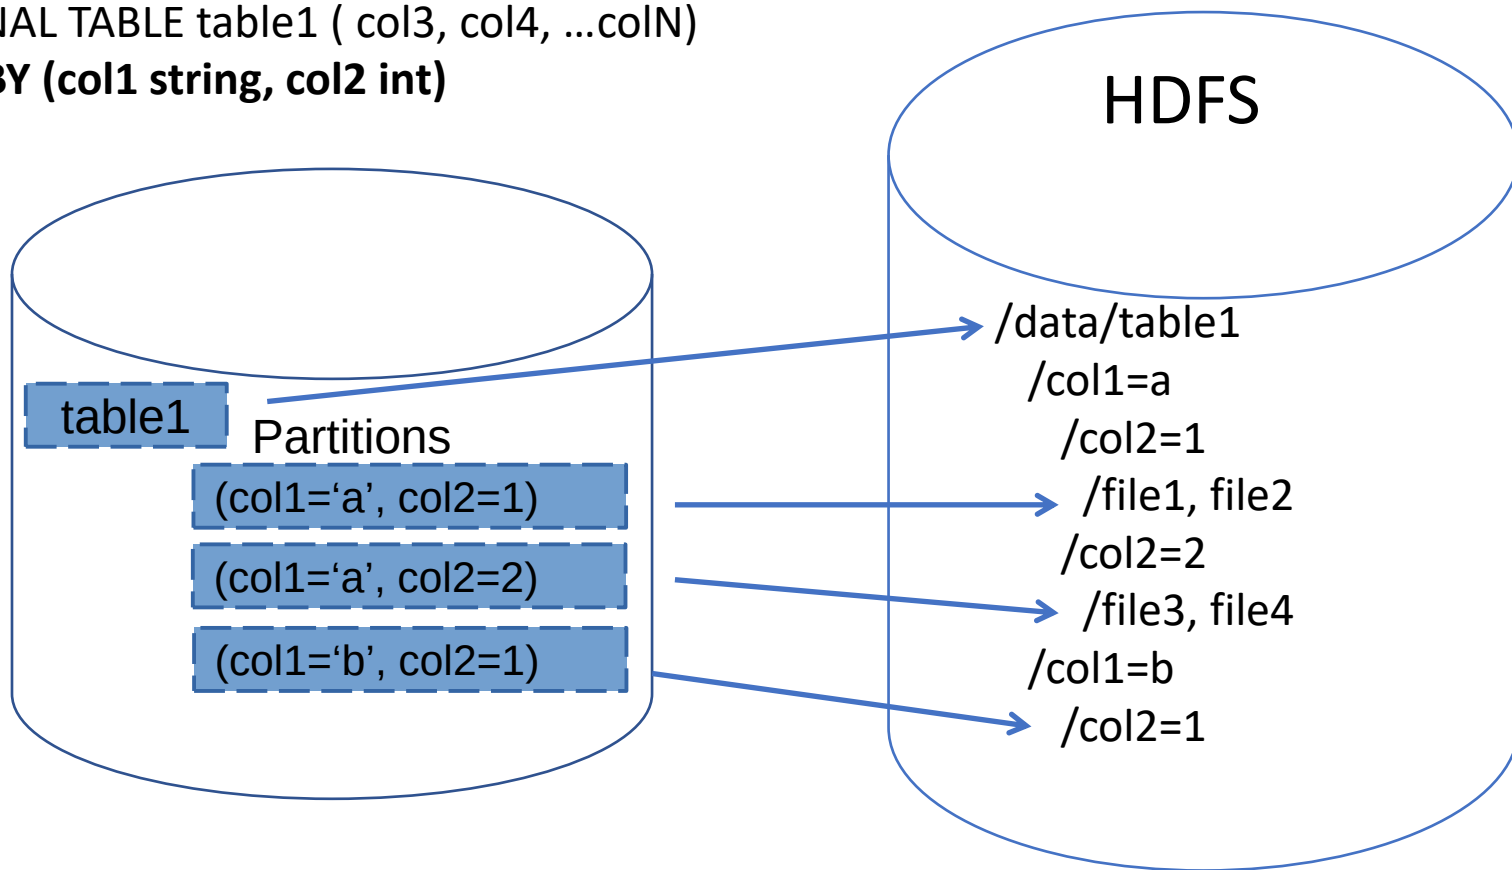 NAL TABLE table1 ( col3, col4, …colN)
BY (col1 string, col2 int)
HDFS
table1
Partitions
(col1=‘a’, col2=1)
(col1=‘a’, col2=2)
(col1=‘b’, col2=1)
/data/table1
/col1=a
/col2=1
/file1, file2
/col2=2
/file3, file4
/col1=b
/col2=1